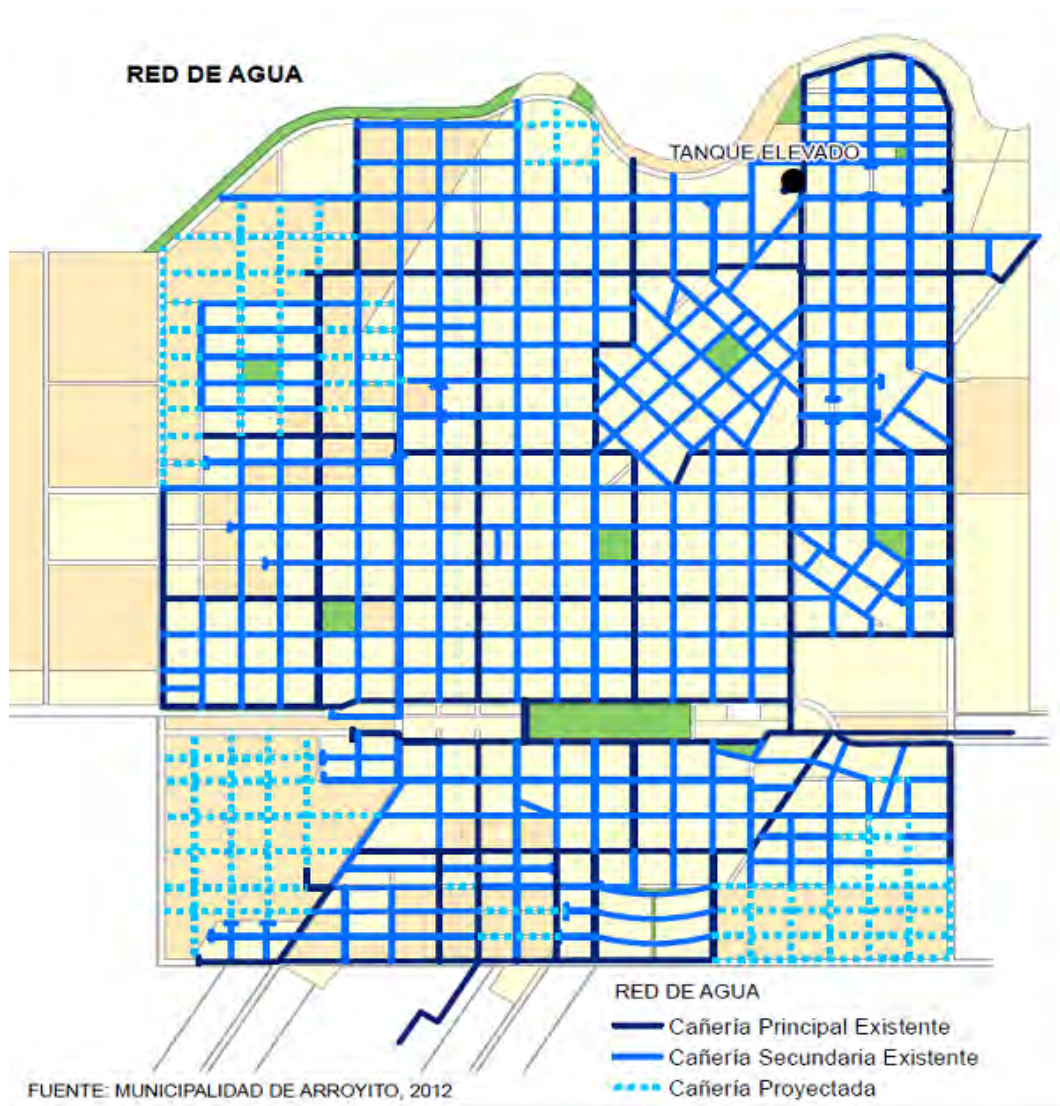 RED DE AGUA
TANQUE ELEVADO
RED DE AGUA
Cañería Principal Existente
Cañería Secundaria Existente
Cañería Proyectada
FUENTE: MUNICIPALIDAD DE ARROYITO, 2012